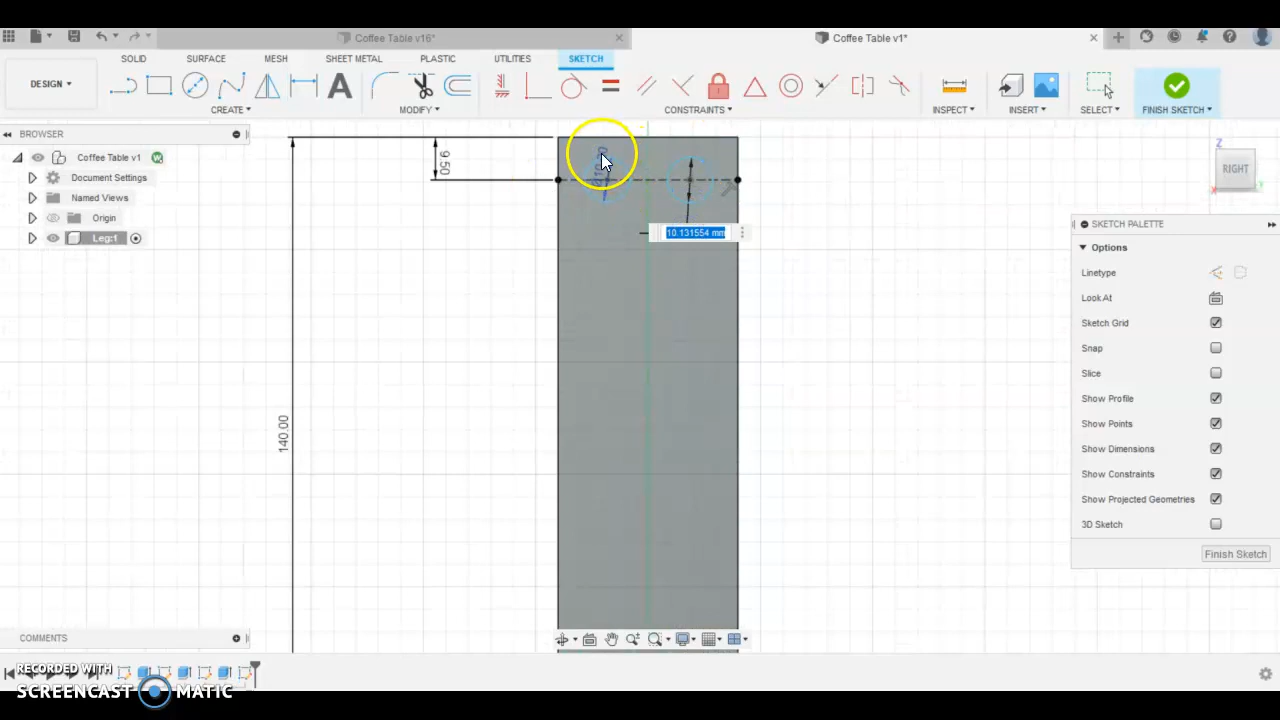 Coffee Table v16*
Coffee Table v1*
DESIGN
SOLID
SURFACE
MESH
SHEET METAL
PLASTIC
UTILITIES
SKETCH
CREATE
MODIFY
CONSTRAINTS
INSPECT
INSERT
SELECT
FINISH SKETCH
BROWSER
Coffee Table v1
Document Settings
Named Views
Origin
Leg:1
9.50
140.00
10.131554 mm
Z
RIGHT
X
Y
SKETCH PALETTE
Options
Linetype
Look At
Sketch Grid
Snap
Slice
Show Profile
Show Points
Show Dimensions
Show Constraints
Show Projected Geometries
3D Sketch
Finish Sketch
COMMENTS
RECORDED WITH
SCREENCAST MATIC